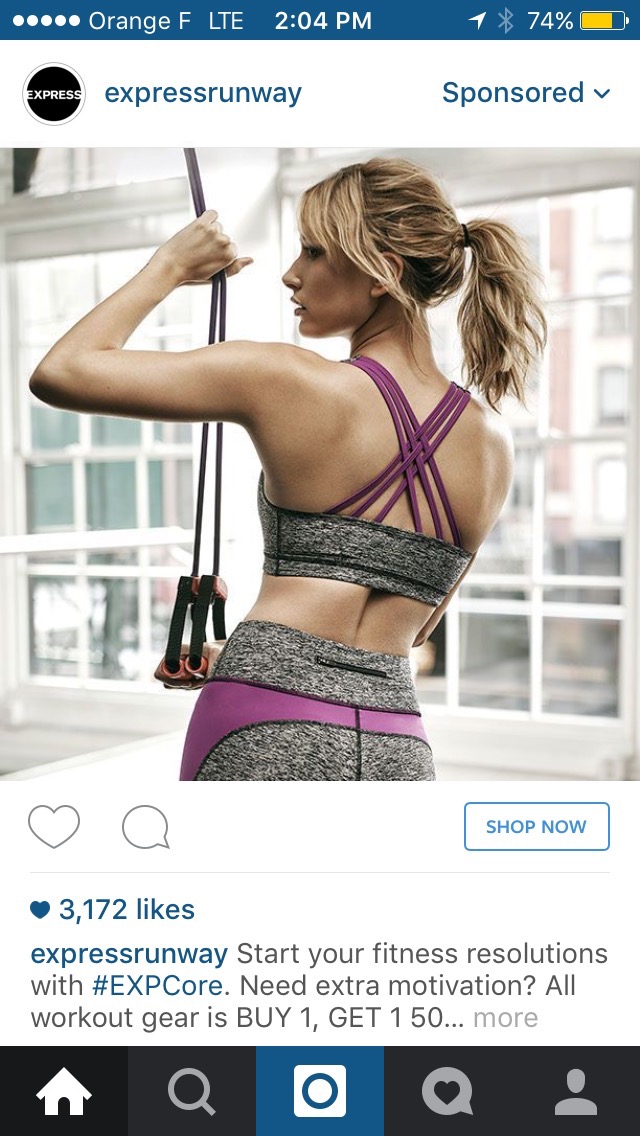 Orange F LTE 2:04 PM 74%
EXPRESS
expressrunway Sponsored
SHOP NOW
3,172 likes
expressrunway Start your fitness resolutions
with #EXPCore. Need extra motivation? All
workout gear is BUY 1, GET 1 50... more